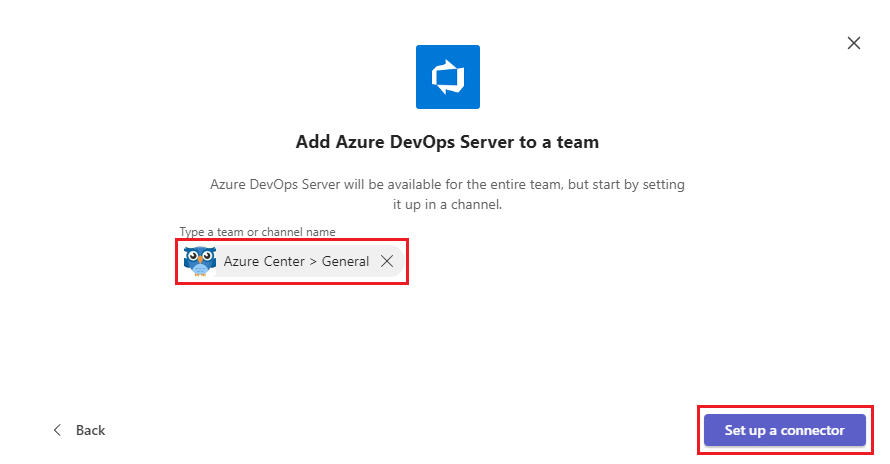 Add Azure DevOps Server to a team
Azure DevOps Server will be available for the entire team, but start by setting
it up in a channel.
Type a team or channel name
Azure Center > General
Back
Set up a connector